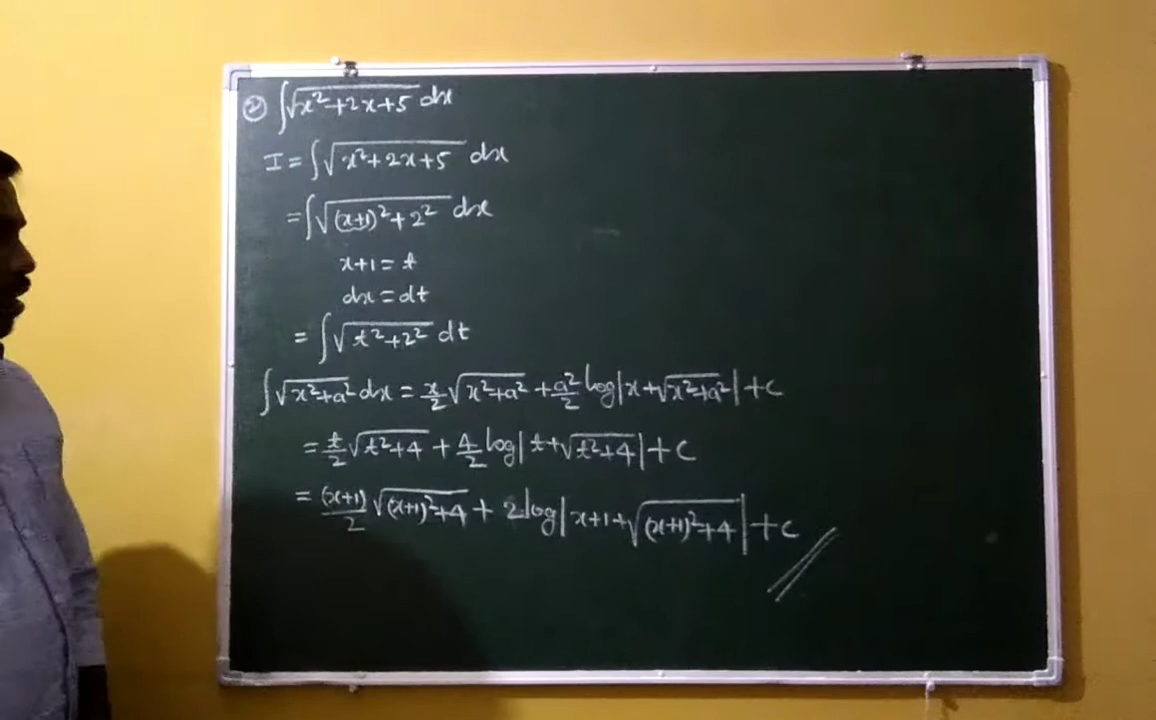 ② ∫√x²+2x+5 dx
I = ∫√x²+2x+5 dx
= ∫√(x+1)²+2² dx
x+1 = t
dx = dt
= ∫√t²+2² dt
∫√x²+a² dx = x/2 √x²+a² + a²/2 log|x+√x²+a²| + c
= t/2 √t²+4 + 4/2 log|t+√t²+4| + c
= (x+1)/2 √(x+1)²+4 + 2log|x+1+√(x+1)²+4| + c